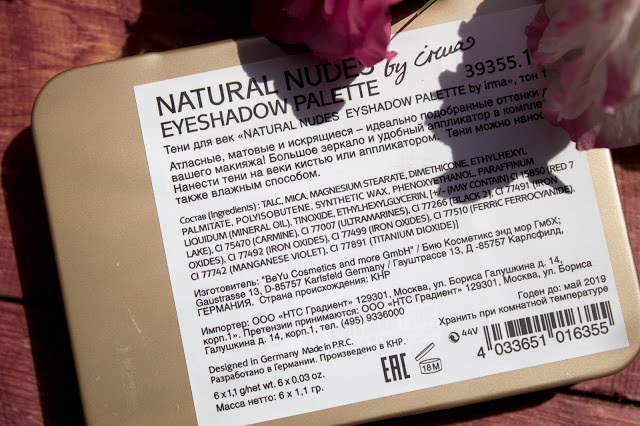 NATURAL NUDES by irma
EYESHADOW PALETTE
39355.1
Тени для век «NATURAL NUDES EYSHADOW PALETTE by irma», тон 1
Атласные, матовые и искрящиеся – идеально подобранные оттенки д
вашего макияжа! Большое зеркало и удобный аппликатор в комплекте
Нанести тени на веки кистью или аппликатором. Тени можно нанос
также влажным способом.
Состав (Ingredients): TALC, MICA, MAGNESIUM STEARATE, DIMETHICONE, ETHYLHEXYL
PALMITATE, POLYISOBUTENE, SYNTHETIC WAX, PHENOXYETHANOL, PARAFFINUM
LIQUIDUM (MINERAL OIL), TINOXIDE, ETHYLHEXYLGLYCERIN, [+/- (MAY CONTAIN) CI 15850 (RED 7
LAKE), CI 75470 (CARMINE), CI 77007 (ULTRAMARINES), CI 77266 (BLACK 2), CI 77491 (IRON
OXIDES), CI 77492 (IRON OXIDES), CI 77499 (IRON OXIDES), CI 77510 (FERRIC FERROCYANIDE),
CI 77742 (MANGANESE VIOLET), CI 77891 (TITANIUM DIOXIDE)]
Изготовитель: "BeYu Cosmetics and more GmbH" / Бию Косметикс энд мор ГмбХ;
Gaustrasse 13, D-85757 Karlsfeld Germany / Гауштрассе 13, Д-85757 Карлсфилд,
ГЕРМАНИЯ. Страна происхождения: КНР
Импортер: ООО «НТС Градиент» 129301, Москва, ул. Бориса Галушкина д. 14,
корп.1». Претензии принимаются: ООО «НТС Градиент» 129301, Москва, ул. Бориса
Галушкина д. 14, корп.1, тел. (495) 9336000
Годен до: май 2019
Хранить при комнатной температуре
Designed in Germany Made in P.R.C.
Разработано в Германии. Произведено в КНР.
6 x 1,1 g/net wt. 6 x 0.03 oz.
Масса нетто: 6 x 1,1 гр.
EAC
18 M
44V
4 033651 016355